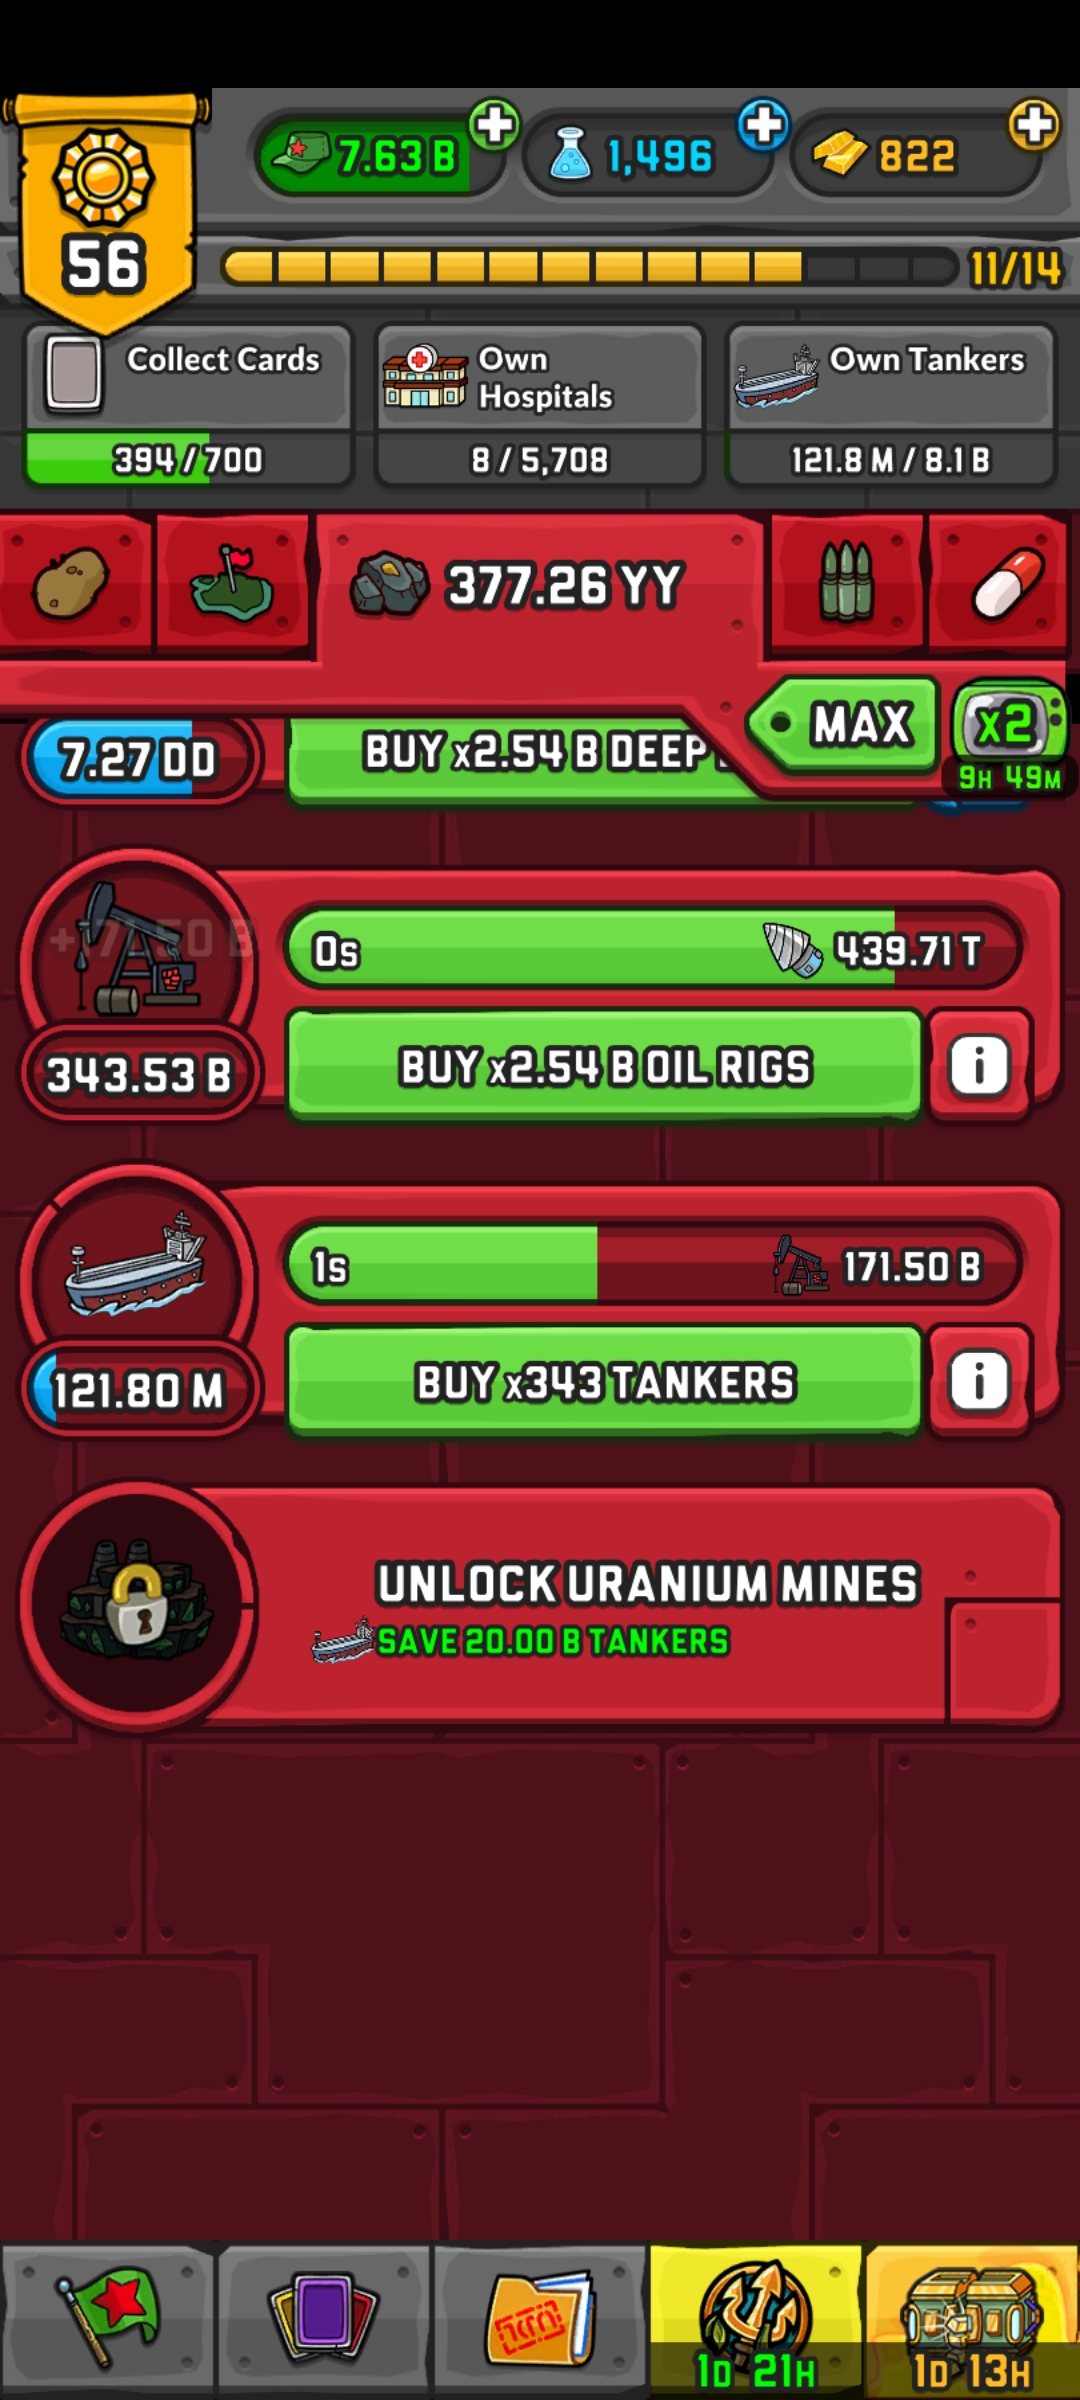 7.63 B
1,496
822
56
11/14
Collect Cards
394 / 700
Own
Hospitals
8 / 5,708
Own Tankers
121.8 M / 8.1 B
377.26 YY
MAX
x2
9H 49M
7.27 DD
BUY x2.54 B DEEP
+171.50 B
0s
439.71 T
343.53 B
BUY x2.54 B OIL RIGS
i
1s
171.50 B
121.80 M
BUY x343 TANKERS
i
UNLOCK URANIUM MINES
SAVE 20.00 B TANKERS
1D 21H
1D 13H